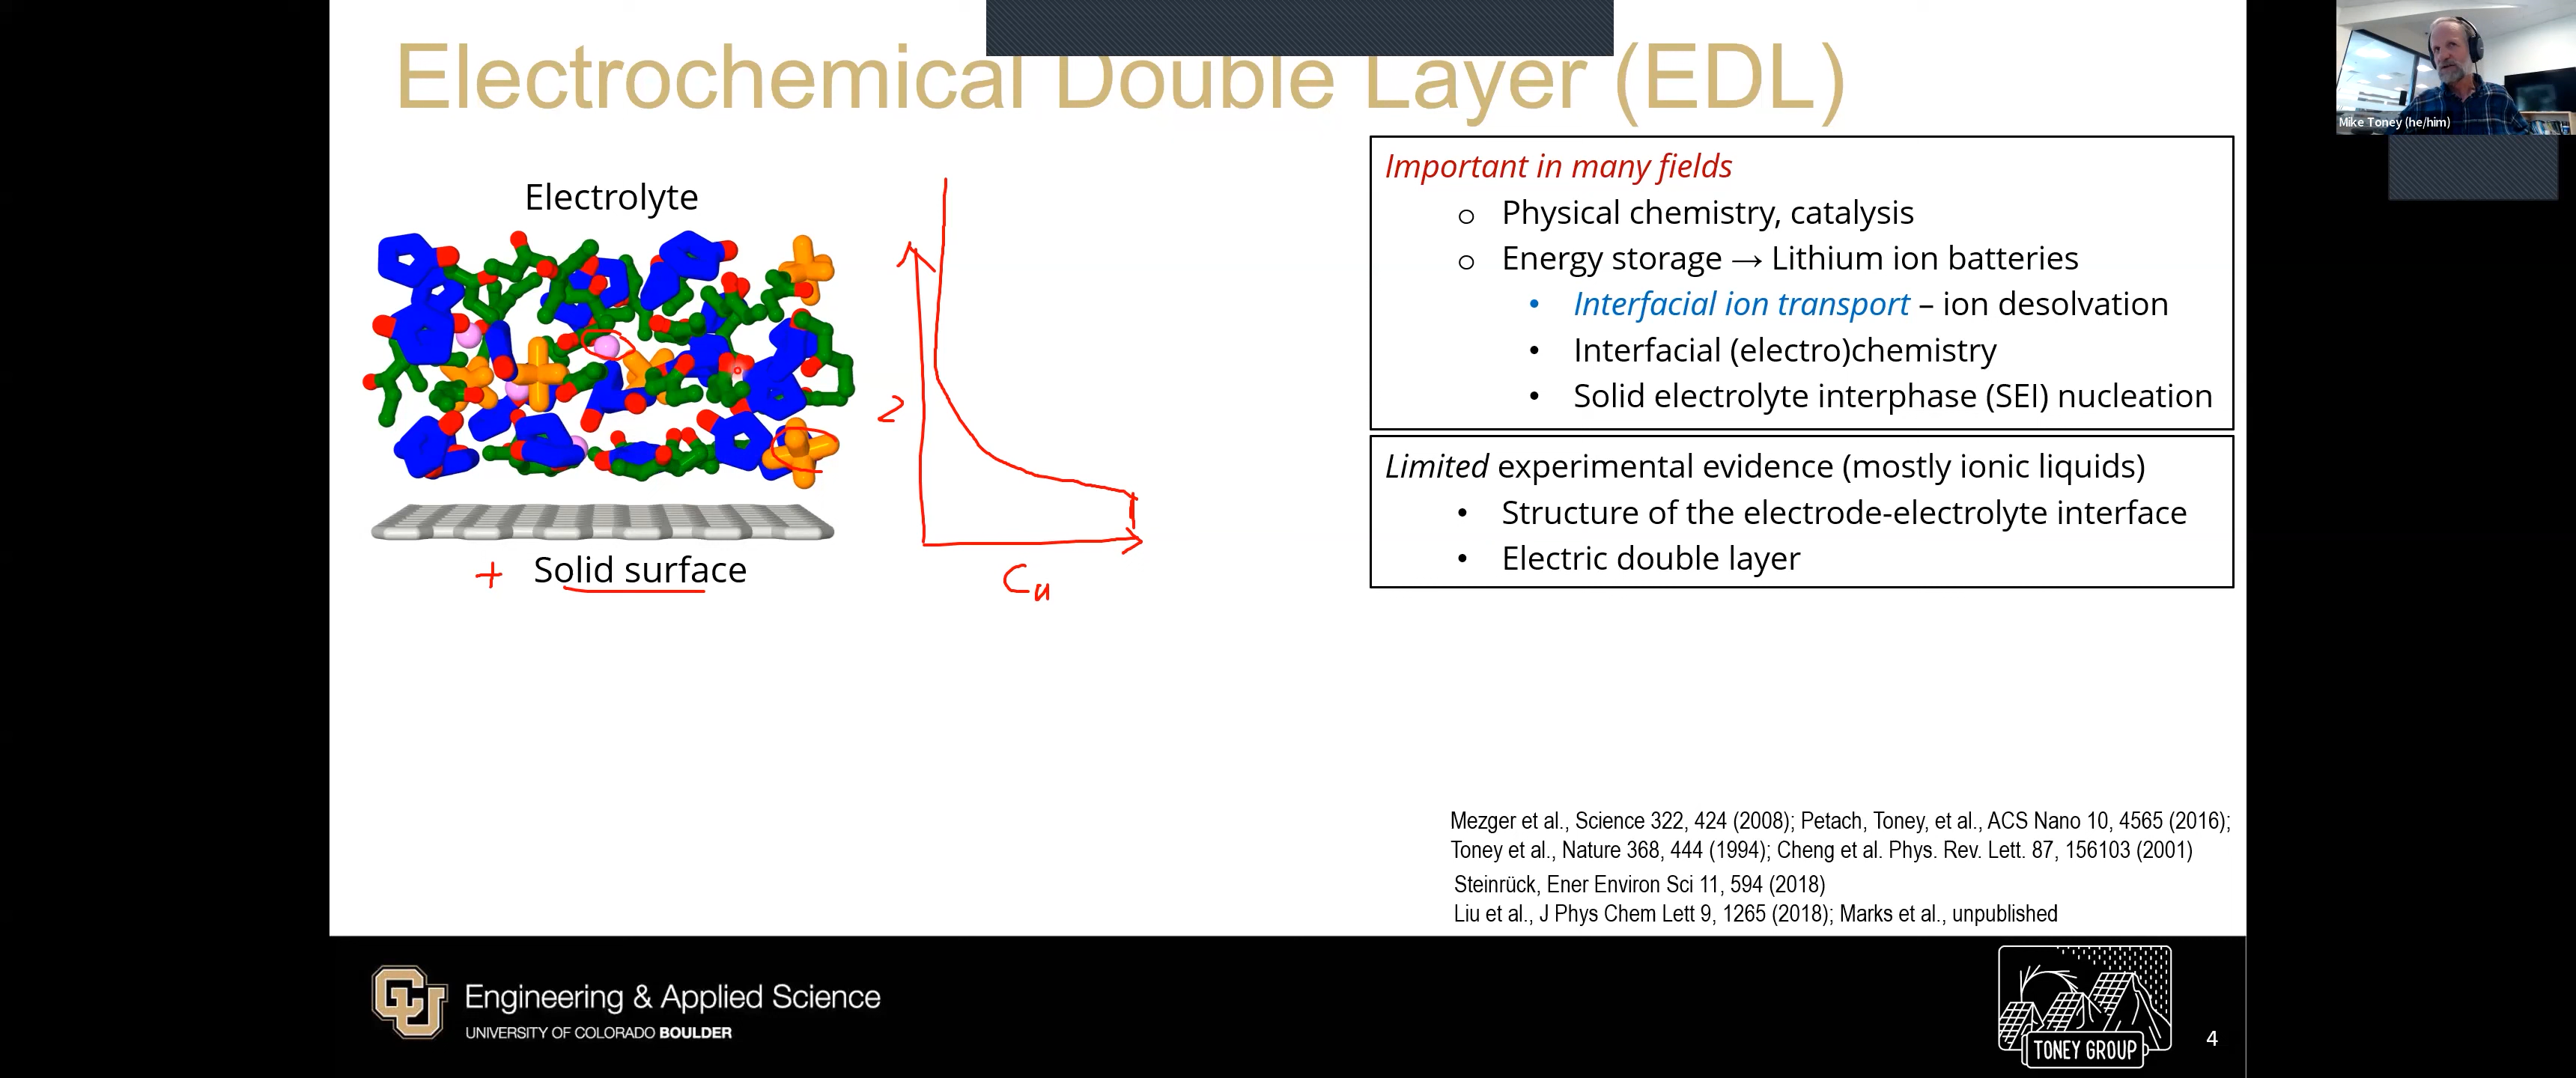 Electrochemical Double Layer (EDL)
Mike Toney (he/him)
Electrolyte
+ Solid surface
Important in many fields
o Physical chemistry, catalysis
o Energy storage → Lithium ion batteries
• Interfacial ion transport – ion desolvation
• Interfacial (electro)chemistry
• Solid electrolyte interphase (SEI) nucleation
Limited experimental evidence (mostly ionic liquids)
• Structure of the electrode-electrolyte interface
• Electric double layer
Mezger et al., Science 322, 424 (2008); Petach, Toney, et al., ACS Nano 10, 4565 (2016);
Toney et al., Nature 368, 444 (1994); Cheng et al. Phys. Rev. Lett. 87, 156103 (2001)
Steinrück, Ener Environ Sci 11, 594 (2018)
Liu et al., J Phys Chem Lett 9, 1265 (2018); Marks et al., unpublished
CU
Engineering & Applied Science
UNIVERSITY OF COLORADO BOULDER
TONEY GROUP
4